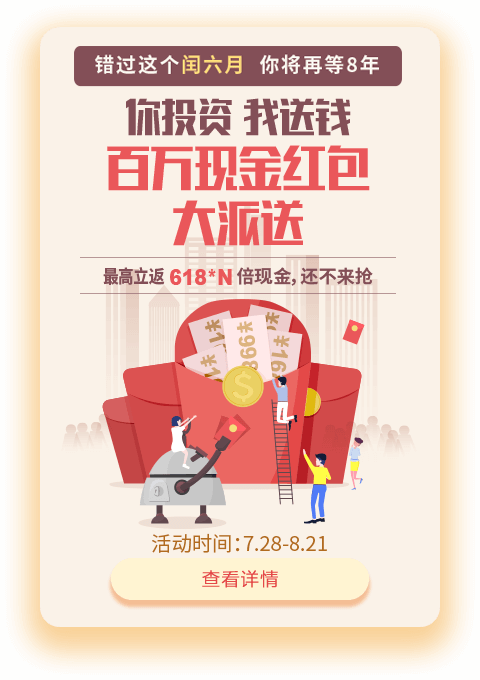 错过这个闰六月 你将再等8年
你投资 我送钱
百万现金红包
大派送
最高立返 618*N 倍现金,还不来抢
活动时间:7.28-8.21
查看详情